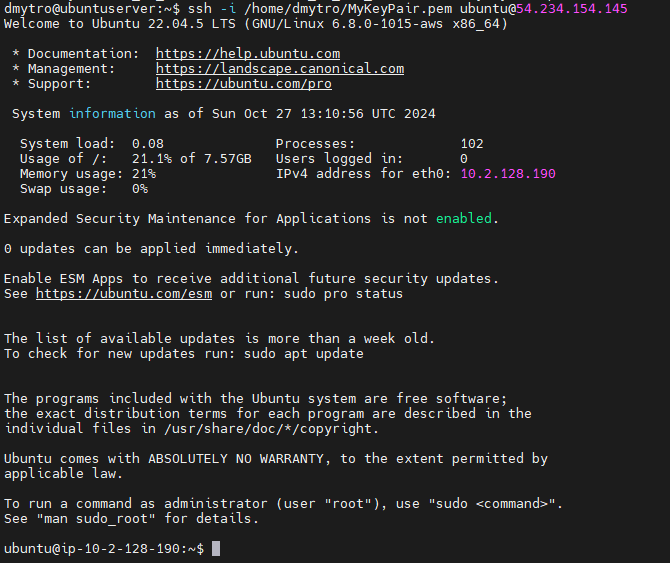 dmytro@ubuntuserver:~$ ssh -i /home/dmytro/MyKeyPair.pem ubuntu@54.234.154.145
Welcome to Ubuntu 22.04.5 LTS (GNU/Linux 6.8.0-1015-aws x86_64)

 * Documentation:  https://help.ubuntu.com
 * Management:     https://landscape.canonical.com
 * Support:        https://ubuntu.com/pro

 System information as of Sun Oct 27 13:10:56 UTC 2024

  System load:  0.08              Processes:             102
  Usage of /:   21.1% of 7.57GB   Users logged in:       0
  Memory usage: 21%               IPv4 address for eth0: 10.2.128.190
  Swap usage:   0%

Expanded Security Maintenance for Applications is not enabled.

0 updates can be applied immediately.

Enable ESM Apps to receive additional future security updates.
See https://ubuntu.com/esm or run: sudo pro status


The list of available updates is more than a week old.
To check for new updates run: sudo apt update


The programs included with the Ubuntu system are free software;
the exact distribution terms for each program are described in the
individual files in /usr/share/doc/*/copyright.

Ubuntu comes with ABSOLUTELY NO WARRANTY, to the extent permitted by
applicable law.

To run a command as administrator (user "root"), use "sudo <command>".
See "man sudo_root" for details.

ubuntu@ip-10-2-128-190:~$